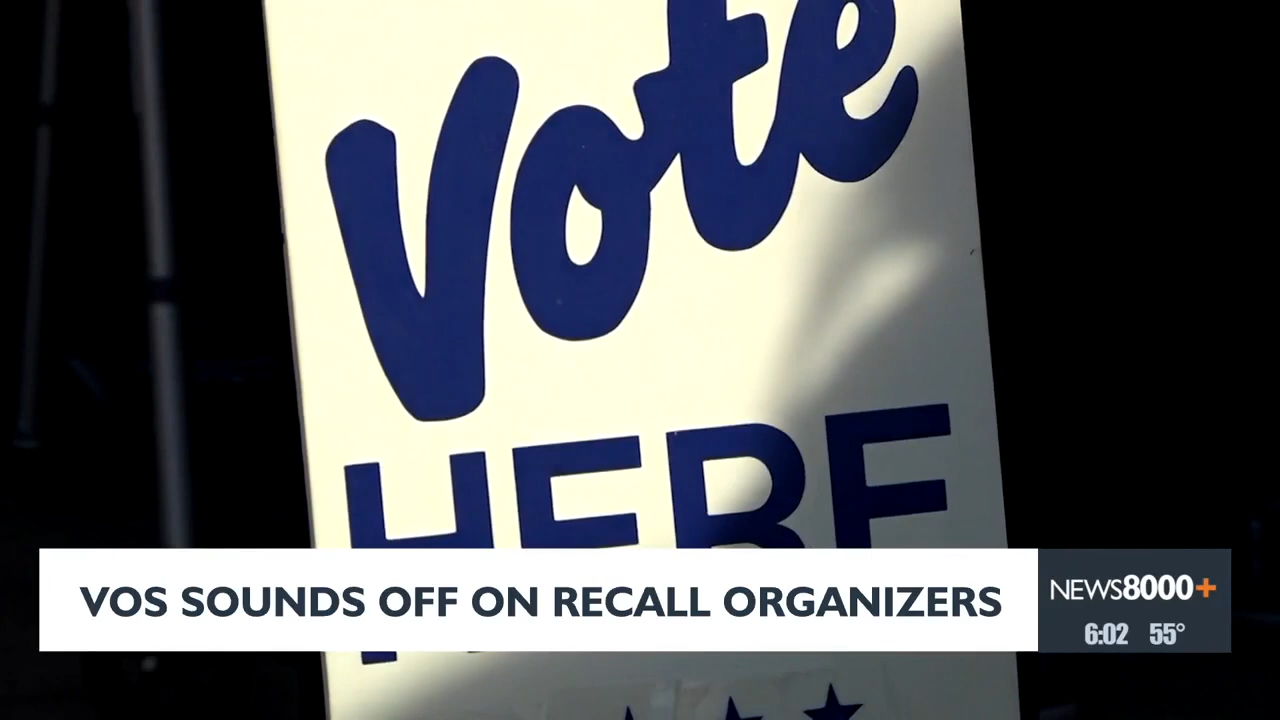 Vote
HERE
VOS SOUNDS OFF ON RECALL ORGANIZERS
NEWS8000+
6:02 55°